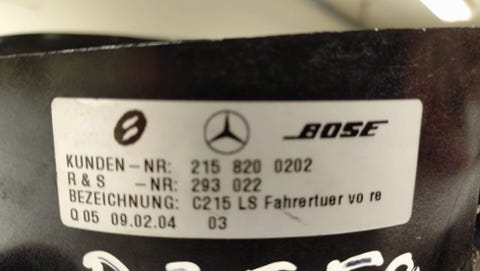 BOSE
KUNDEN-NR: 215 820 0202
R & S -NR: 293 022
BEZEICHNUNG: C215 LS Fahrertuer vo re
Q 05 09.02.04 03